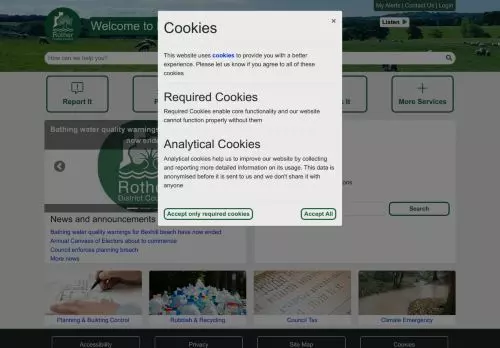 My Alerts | Contact Us | Login
Rother
Welcome to
Listen
How can we help you?
Report It
It
More Services
Bathing water quality warnings
now ende
Rother
District Cou
Search
News and announcements
Bathing water quality warnings for Bexhill beach have now ended
Annual Canvass of Electors about to commence
Council enforces planning breach
More news
Cookies
×
This website uses cookies to provide you with a better
experience. Please let us know if you agree to all of these
cookies
Required Cookies
Required Cookies enable core functionality and our website
cannot function properly without them
Analytical Cookies
Analytical cookies help us to improve our website by collecting
and reporting more detailed information on its usage. This data is
anonymised before it is sent to us and we don't share it with
anyone
Accept only required cookies
Accept All
Planning & Building Control
Rubbish & Recycling
Council Tax
Climate Emergency
Accessibility
Privacy
Site Map
Cookies